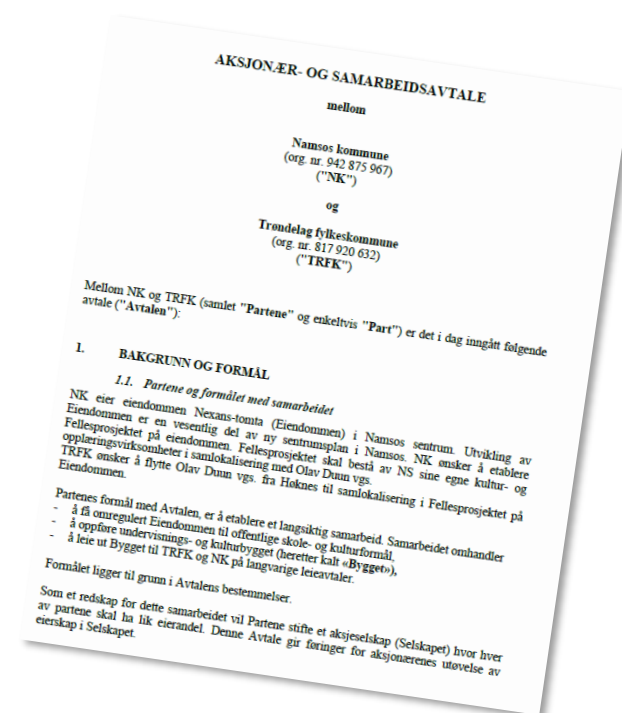 AKSJONÆR- OG SAMARBEIDSAVTALE
mellom
Namsos kommune
(org. nr. 942 875 967)
("NK")
og
Trøndelag fylkeskommune
(org. nr. 817 920 632)
("TRFK")
Mellom NK og TRFK (samlet "Partene" og enkeltvis "Part") er det i dag inngått følgende
avtale ("Avtalen"):
1. BAKGRUNN OG FORMÅL
1.1. Partene og formålet med samarbeidet
NK eier eiendommen Nexans-tomta (Eiendommen) i Namsos sentrum. Utvikling av
Eiendommen er en vesentlig del av ny sentrumsplan i Namsos. NK ønsker å etablere
Fellesprosjektet på eiendommen. Fellesprosjektet skal bestå av NS sine egne kultur- og
opplæringsvirksomheter i samlokalisering med Olav Duun vgs.
TRFK ønsker å flytte Olav Duun vgs. fra Høknes til samlokalisering i Fellesprosjektet på
Eiendommen.
Partenes formål med Avtalen, er å etablere et langsiktig samarbeid. Samarbeidet omhandler
- å få omregulert Eiendommen til offentlige skole- og kulturformål,
- å oppføre undervisnings- og kulturbygget (heretter kalt «Bygget»),
- å leie ut Bygget til TRFK og NK på langvarige leieavtaler.
Formålet ligger til grunn i Avtalens bestemmelser.
Som et redskap for dette samarbeidet vil Partene stifte et aksjeselskap (Selskapet) hvor hver
av partene skal ha lik eierandel. Denne Avtale gir føringer for aksjonærenes utøvelse av
eierskap i Selskapet.